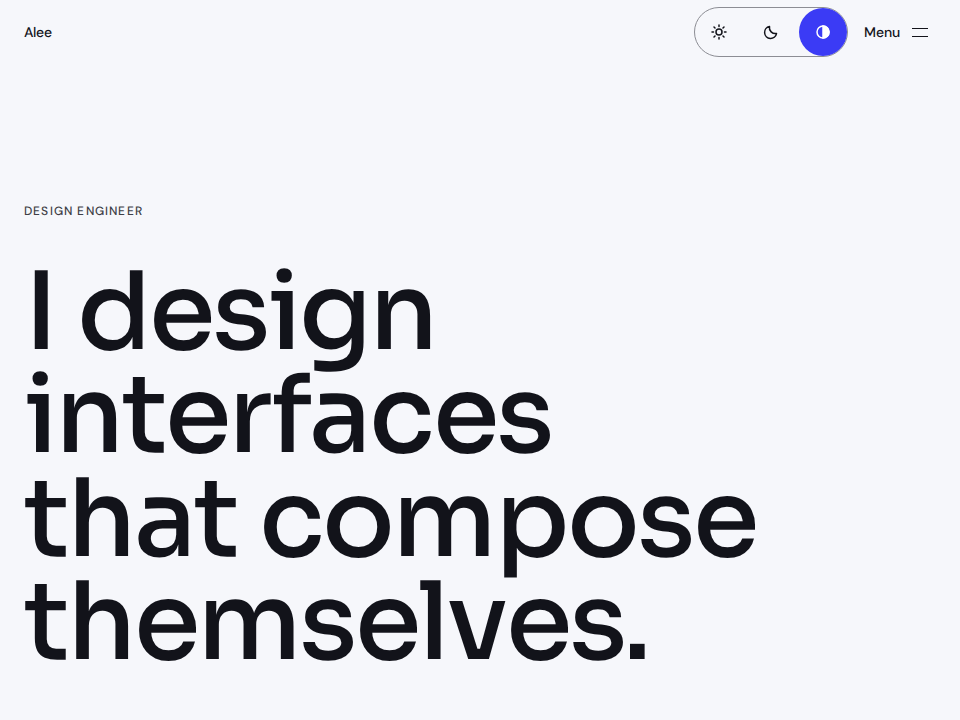 Alee
Menu
DESIGN ENGINEER
I design
interfaces
that compose
themselves.